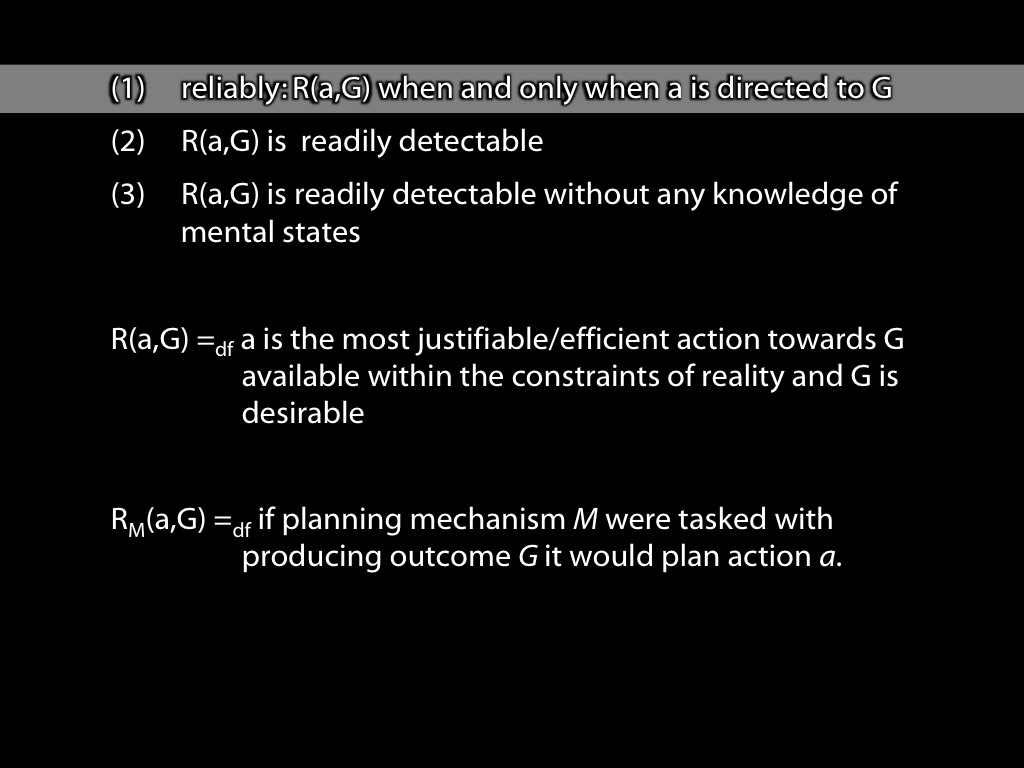 (1) reliably: R(a,G) when and only when a is directed to G
(2) R(a,G) is  readily detectable
(3) R(a,G) is readily detectable without any knowledge of
mental states
R(a,G) =df a is the most justifiable/efficient action towards G
available within the constraints of reality and G is
desirable
RM(a,G) =df if planning mechanism M were tasked with
producing outcome G it would plan action a.